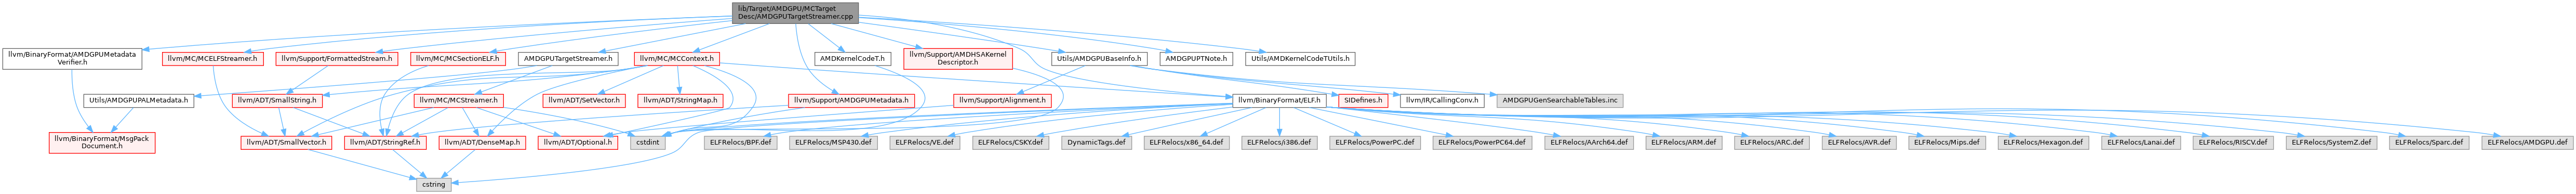 lib/Target/AMDGPU/MCTarget
Desc/AMDGPUTargetStreamer.cpp
llvm/BinaryFormat/AMDGPUMetadata
Verifier.h
llvm/MC/MCELFStreamer.h
llvm/Support/FormattedStream.h
llvm/MC/MCSectionELF.h
AMDGPUTargetStreamer.h
llvm/MC/MCContext.h
AMDKernelCodeT.h
llvm/Support/AMDHSAKernel
Descriptor.h
Utils/AMDGPUBaseInfo.h
AMDGPUPTNote.h
Utils/AMDKernelCodeTUtils.h
Utils/AMDGPUPALMetadata.h
llvm/ADT/SmallString.h
llvm/MC/MCStreamer.h
llvm/ADT/SetVector.h
llvm/ADT/StringMap.h
llvm/Support/AMDGPUMetadata.h
llvm/Support/Alignment.h
llvm/BinaryFormat/ELF.h
SIDefines.h
llvm/IR/CallingConv.h
AMDGPUGenSearchableTables.inc
llvm/BinaryFormat/MsgPack
Document.h
llvm/ADT/SmallVector.h
llvm/ADT/StringRef.h
llvm/ADT/DenseMap.h
llvm/ADT/Optional.h
cstdint
ELFRelocs/BPF.def
ELFRelocs/MSP430.def
ELFRelocs/VE.def
ELFRelocs/CSKY.def
DynamicTags.def
ELFRelocs/x86_64.def
ELFRelocs/i386.def
ELFRelocs/PowerPC.def
ELFRelocs/PowerPC64.def
ELFRelocs/AArch64.def
ELFRelocs/ARM.def
ELFRelocs/ARC.def
ELFRelocs/AVR.def
ELFRelocs/Mips.def
ELFRelocs/Hexagon.def
ELFRelocs/Lanai.def
ELFRelocs/RISCV.def
ELFRelocs/SystemZ.def
ELFRelocs/Sparc.def
ELFRelocs/AMDGPU.def
cstring